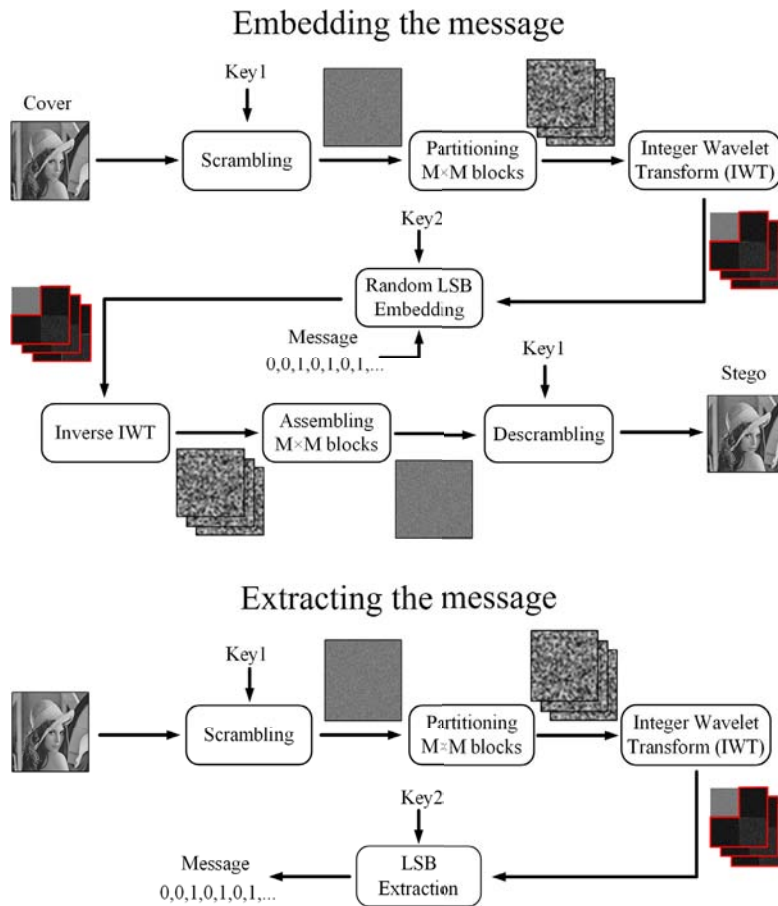 Embedding the message
Key1
Cover
Scrambling
Partitioning
M×M blocks
Integer Wavelet
Transform (IWT)
Key2
Random LSB
Embedding
Message
0,0,1,0,1,0,1,...
Key1
Stego
Inverse IWT
Assembling
M×M blocks
Descrambling
Extracting the message
Key1
Scrambling
Partitioning
M×M blocks
Integer Wavelet
Transform (IWT)
Key2
Message
0,0,1,0,1,0,1,...
LSB
Extraction